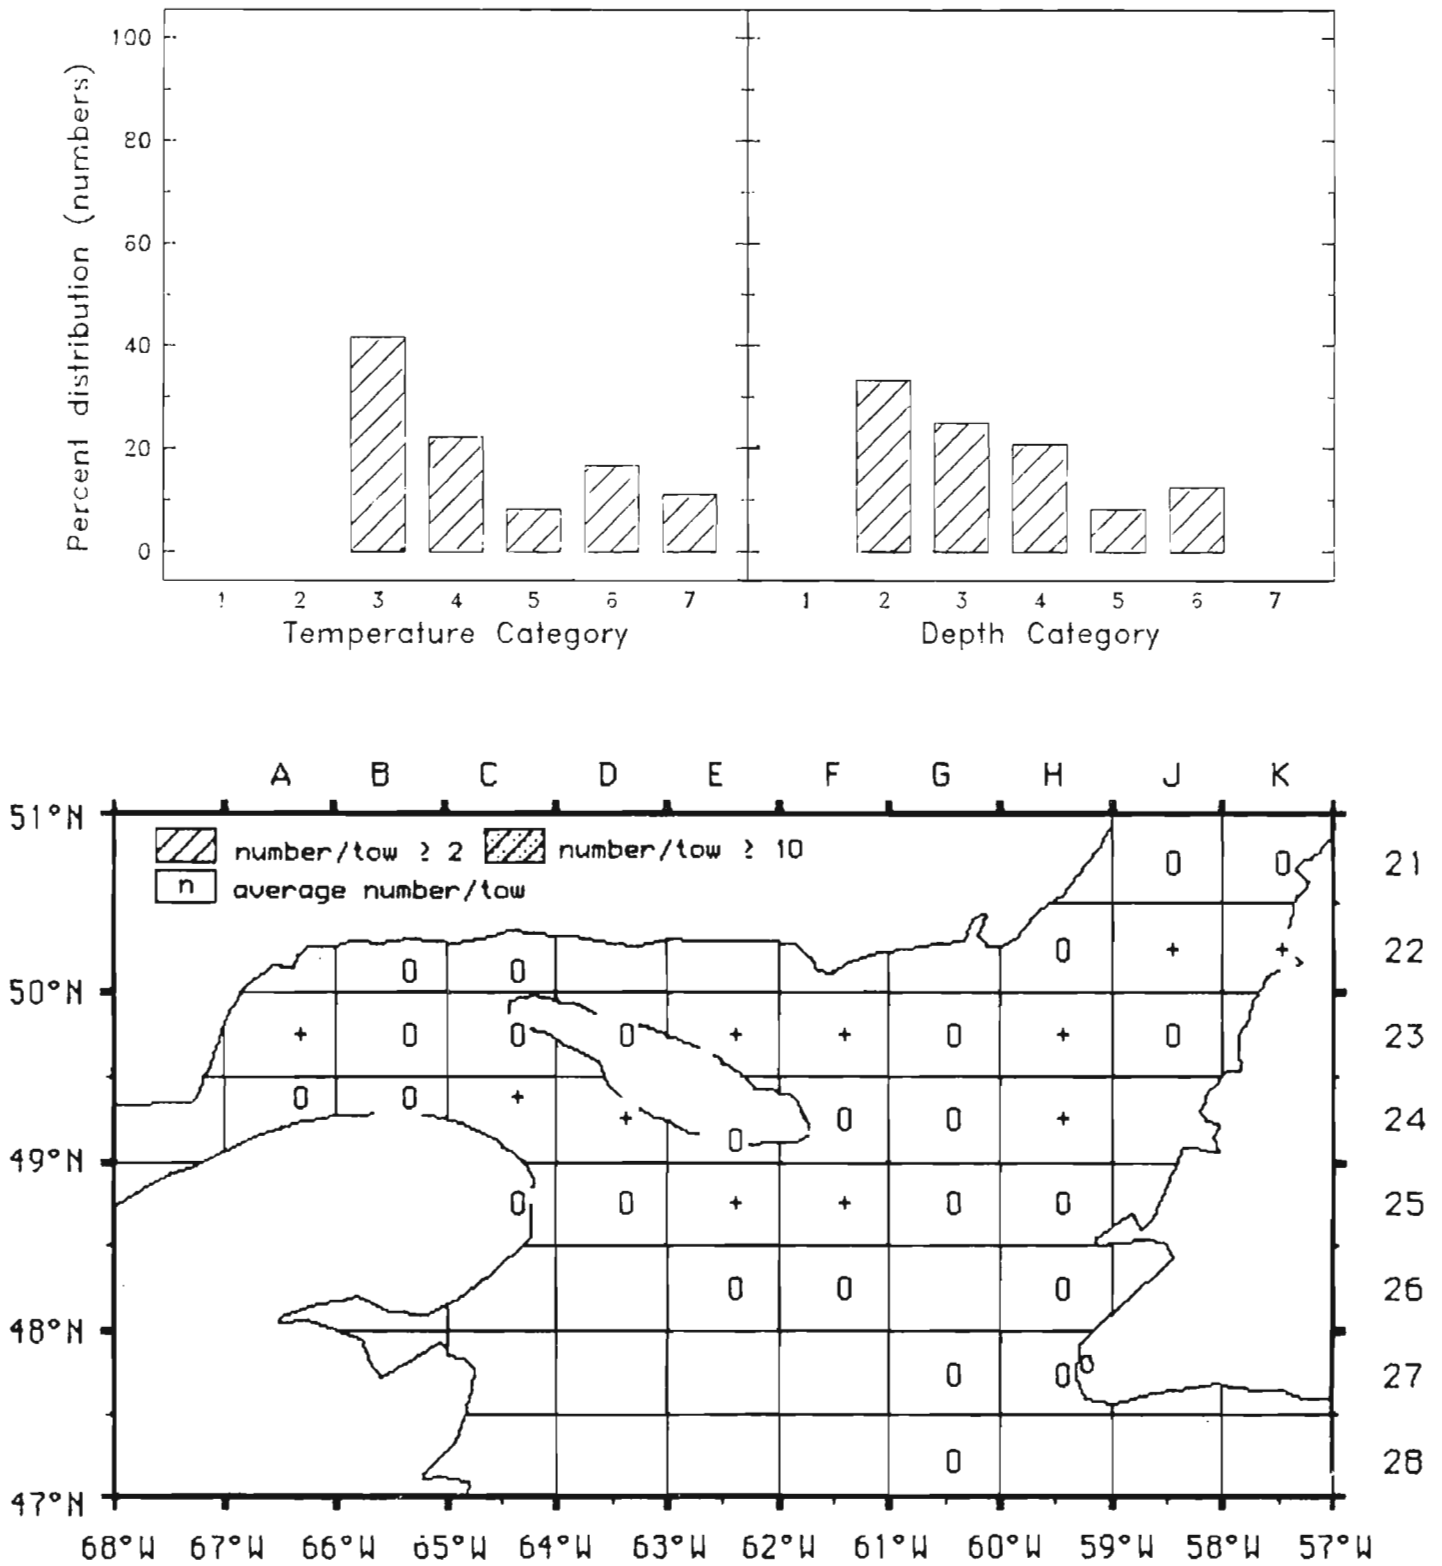 100
80
60
40
20
0
Percent distribution (numbers)
1 2 3 4 5 6 7 1 2 3 4 5 6 7
Temperature Category Depth Category
A B C D E F G H J K
51°N
number/tow ≥ 2 number/tow ≥ 10
n average number/tow
0 0 21
0 + + 22
0 0
50°N
+ 0 0 0 + + 0 + 0 23
0 0 + + 0 0 0 + 24
49°N
0 0 + + 0 0 25
0 0 0 26
48°N
0 0 27
0 28
47°N
68°W 67°W 66°W 65°W 64°W 63°W 62°W 61°W 60°W 59°W 58°W 57°W